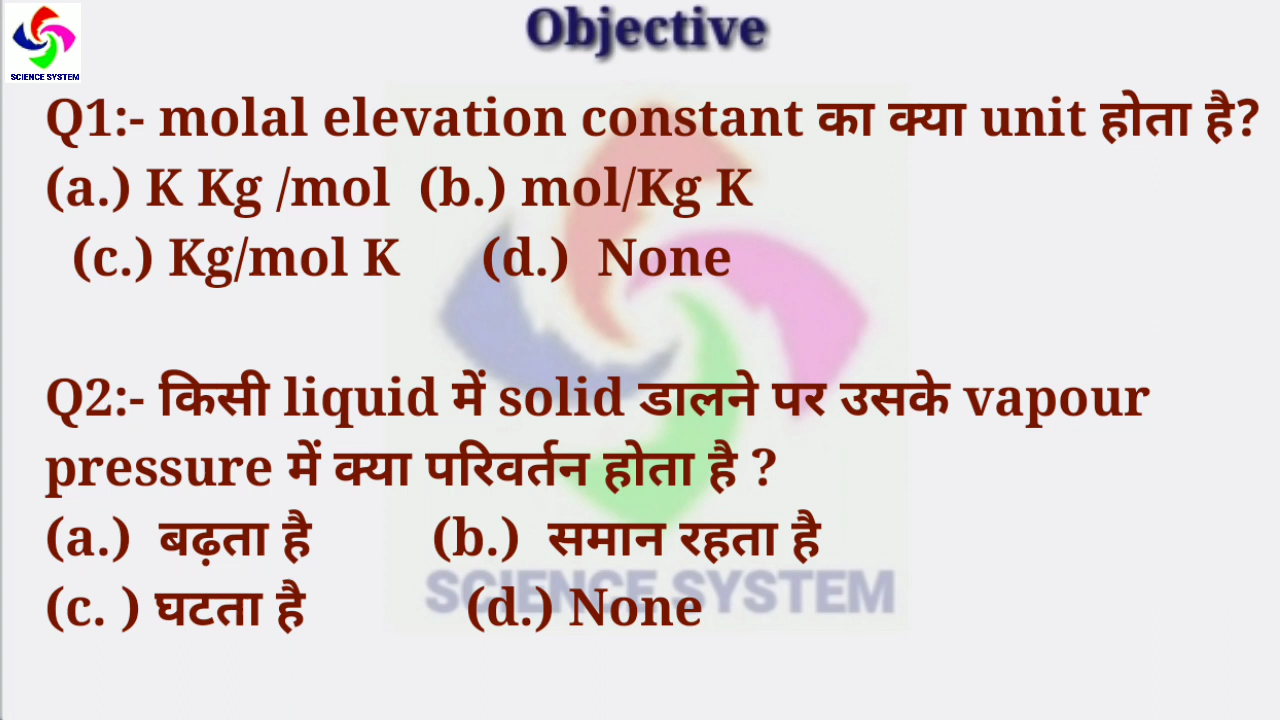 Objective
SCIENCE SYSTEM
Q1:- molal elevation constant का क्या unit होता है?
(a.) K Kg /mol (b.) mol/Kg K
(c.) Kg/mol K (d.) None
Q2:- किसी liquid में solid डालने पर उसके vapour
pressure में क्या परिवर्तन होता है ?
(a.) बढ़ता है (b.) समान रहता है
SCIENCE SYSTEM
(c. ) घटता है (d.) None